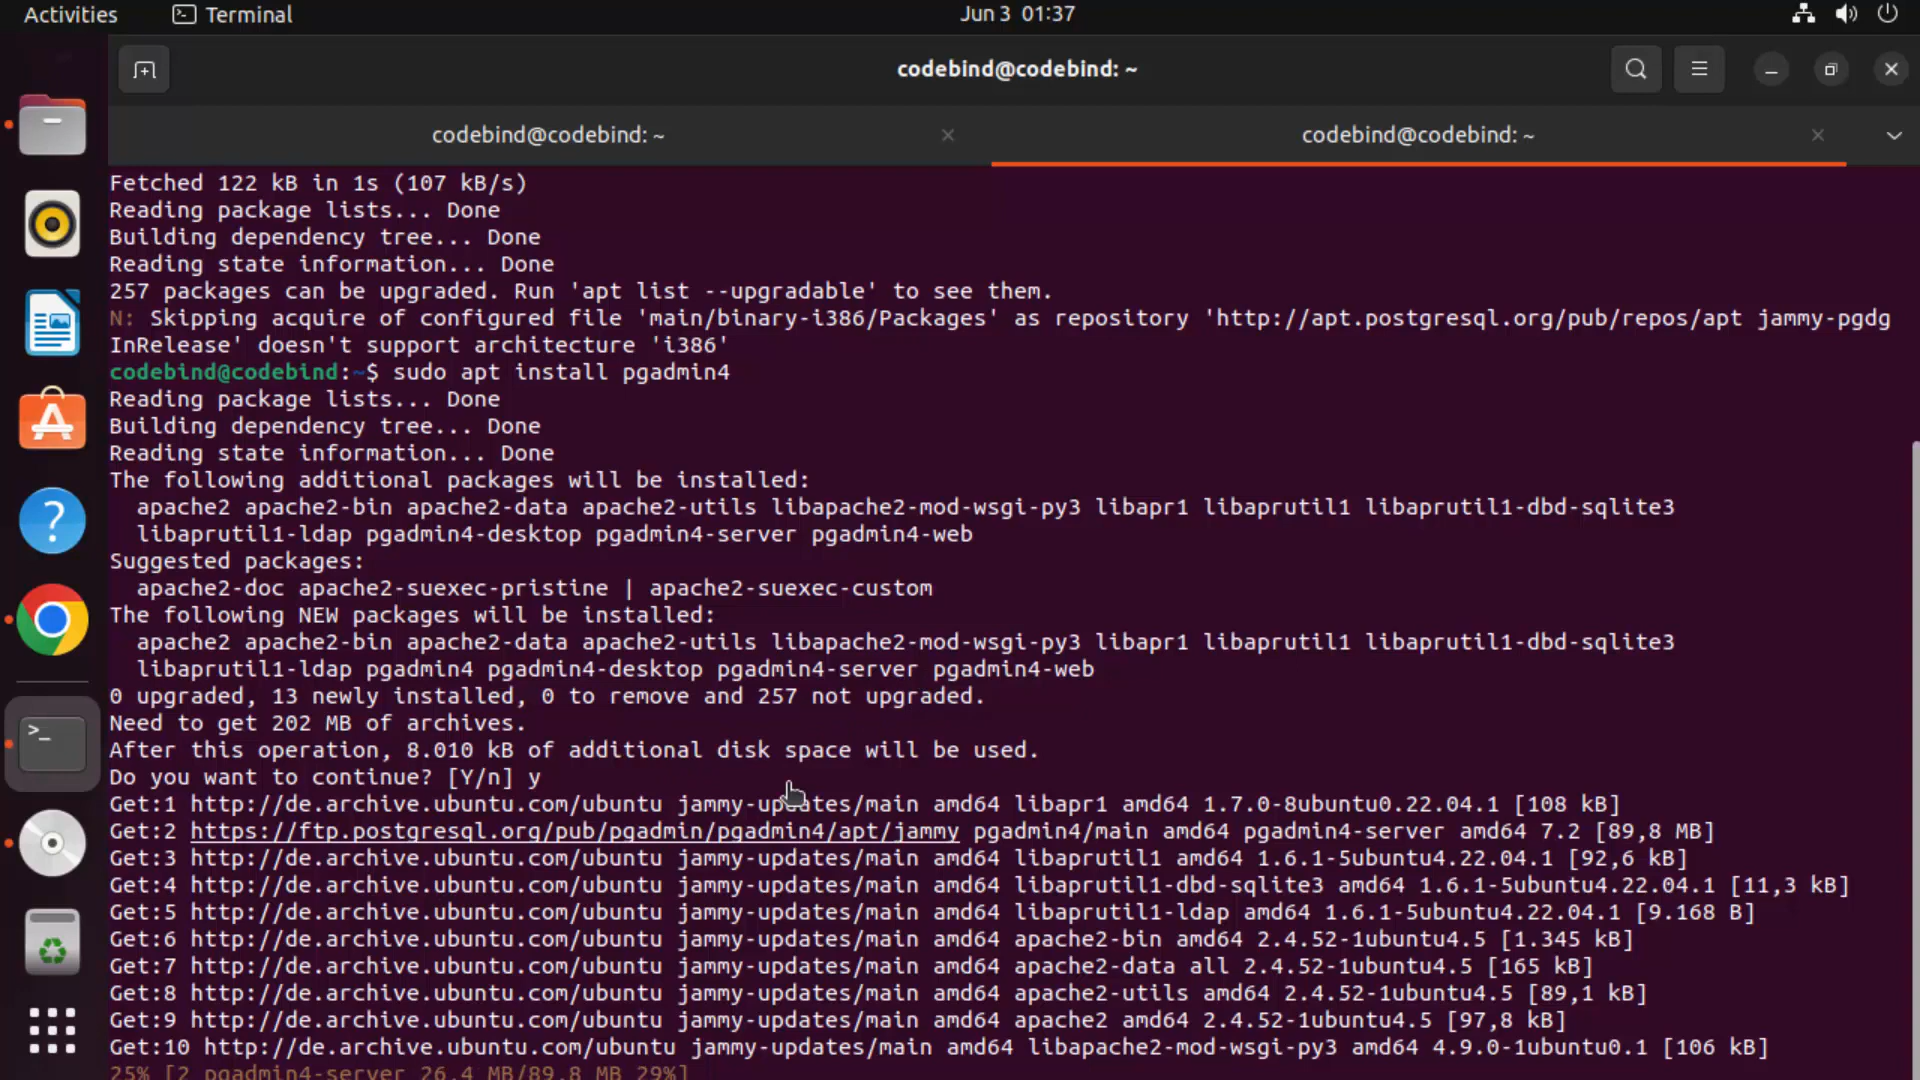 Activities Terminal Jun 3 01:37
codebind@codebind: ~
codebind@codebind: ~ codebind@codebind: ~
Fetched 122 kB in 1s (107 kB/s)
Reading package lists... Done
Building dependency tree... Done
Reading state information... Done
257 packages can be upgraded. Run 'apt list --upgradable' to see them.
N: Skipping acquire of configured file 'main/binary-i386/Packages' as repository 'http://apt.postgresql.org/pub/repos/apt jammy-pgdg
InRelease' doesn't support architecture 'i386'
codebind@codebind:~$ sudo apt install pgadmin4
Reading package lists... Done
Building dependency tree... Done
Reading state information... Done
The following additional packages will be installed:
apache2 apache2-bin apache2-data apache2-utils libapache2-mod-wsgi-py3 libapr1 libaprutil1 libaprutil1-dbd-sqlite3
libaprutil1-ldap pgadmin4-desktop pgadmin4-server pgadmin4-web
Suggested packages:
apache2-doc apache2-suexec-pristine | apache2-suexec-custom
The following NEW packages will be installed:
apache2 apache2-bin apache2-data apache2-utils libapache2-mod-wsgi-py3 libapr1 libaprutil1 libaprutil1-dbd-sqlite3
libaprutil1-ldap pgadmin4 pgadmin4-desktop pgadmin4-server pgadmin4-web
0 upgraded, 13 newly installed, 0 to remove and 257 not upgraded.
Need to get 202 MB of archives.
After this operation, 8.010 kB of additional disk space will be used.
Do you want to continue? [Y/n] y
Get:1 http://de.archive.ubuntu.com/ubuntu jammy-updates/main amd64 libapr1 amd64 1.7.0-8ubuntu0.22.04.1 [108 kB]
Get:2 https://ftp.postgresql.org/pub/pgadmin/pgadmin4/apt/jammy pgadmin4/main amd64 pgadmin4-server amd64 7.2 [89,8 MB]
Get:3 http://de.archive.ubuntu.com/ubuntu jammy-updates/main amd64 libaprutil1 amd64 1.6.1-5ubuntu4.22.04.1 [92,6 kB]
Get:4 http://de.archive.ubuntu.com/ubuntu jammy-updates/main amd64 libaprutil1-dbd-sqlite3 amd64 1.6.1-5ubuntu4.22.04.1 [11,3 kB]
Get:5 http://de.archive.ubuntu.com/ubuntu jammy-updates/main amd64 libaprutil1-ldap amd64 1.6.1-5ubuntu4.22.04.1 [9.168 B]
Get:6 http://de.archive.ubuntu.com/ubuntu jammy-updates/main amd64 apache2-bin amd64 2.4.52-1ubuntu4.5 [1.345 kB]
Get:7 http://de.archive.ubuntu.com/ubuntu jammy-updates/main amd64 apache2-data all 2.4.52-1ubuntu4.5 [165 kB]
Get:8 http://de.archive.ubuntu.com/ubuntu jammy-updates/main amd64 apache2-utils amd64 2.4.52-1ubuntu4.5 [89,1 kB]
Get:9 http://de.archive.ubuntu.com/ubuntu jammy-updates/main amd64 apache2 amd64 2.4.52-1ubuntu4.5 [97,8 kB]
Get:10 http://de.archive.ubuntu.com/ubuntu jammy-updates/main amd64 libapache2-mod-wsgi-py3 amd64 4.9.0-1ubuntu0.1 [106 kB]
25% [2 pgadmin4-server 26,4 MB/89,8 MB 29%]